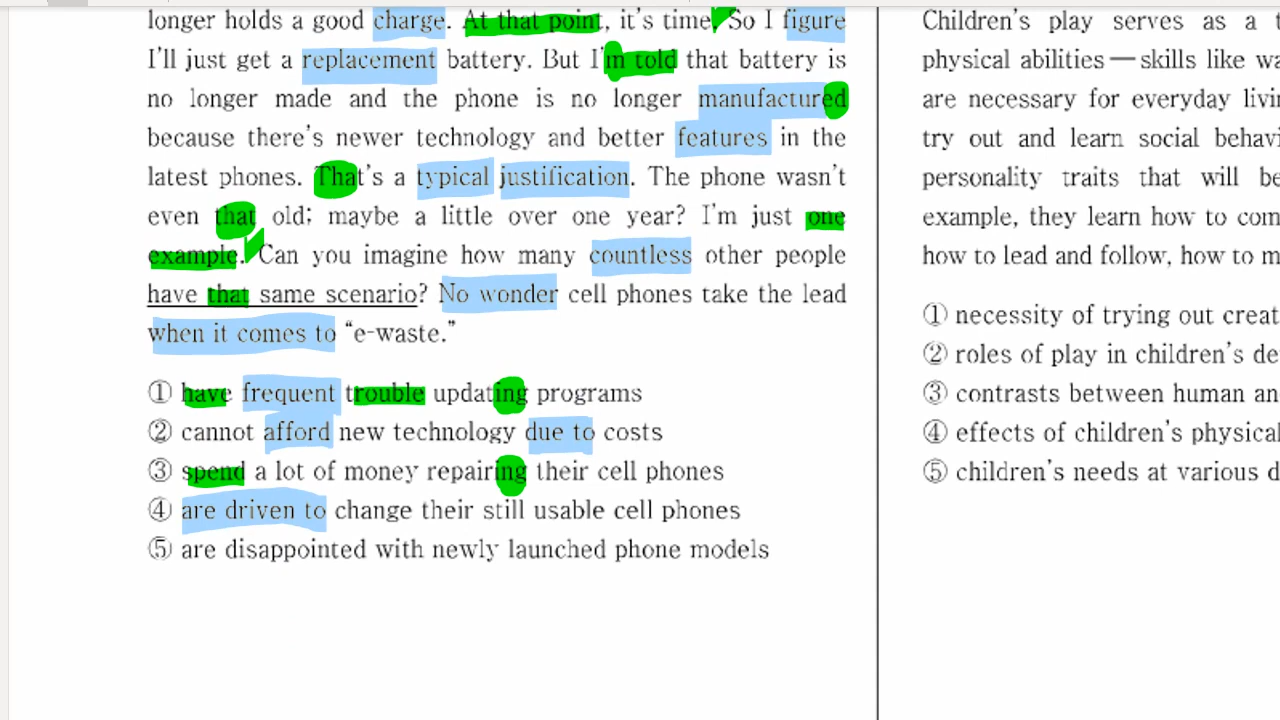 longer holds a good charge. At that point, it's time. So I figure
I'll just get a replacement battery. But I'm told that battery is
no longer made and the phone is no longer manufactured
because there's newer technology and better features in the
latest phones. That's a typical justification. The phone wasn't
even that old; maybe a little over one year? I'm just one
example. Can you imagine how many countless other people
have that same scenario? No wonder cell phones take the lead
when it comes to “e-waste.”
① have frequent trouble updating programs
② cannot afford new technology due to costs
③ spend a lot of money repairing their cell phones
④ are driven to change their still usable cell phones
⑤ are disappointed with newly launched phone models
Children's play serves as a
physical abilities — skills like
are necessary for everyday
try out and learn social
personality traits that will
example, they learn how to
how to lead and follow, how to
① necessity of trying out
② roles of play in children's
③ contrasts between human
④ effects of children's physical
⑤ children's needs at various